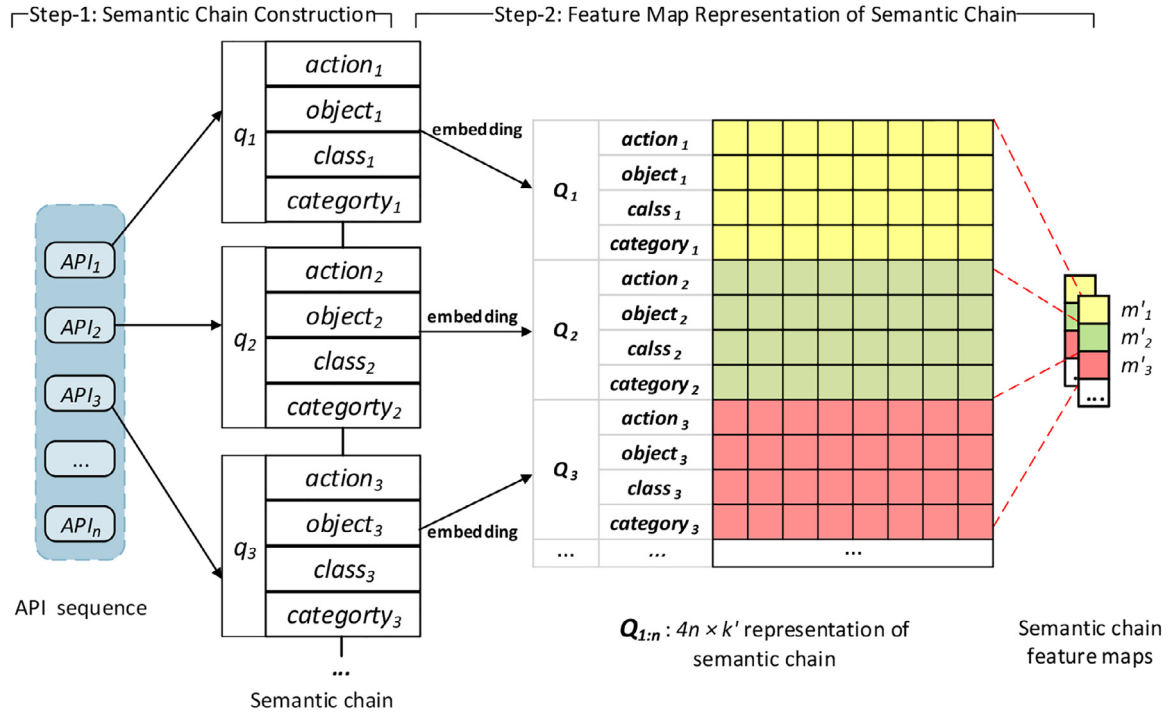 Step-1: Semantic Chain Construction
Step-2: Feature Map Representation of Semantic Chain
API₁
API₂
API₃
...
APIₙ
API sequence
q₁
action₁
object₁
class₁
categorty₁
q₂
action₂
object₂
class₂
categorty₂
q₃
action₃
object₃
class₃
categorty₃
...
Semantic chain
embedding
embedding
embedding
Q₁
action₁
object₁
calss₁
category₁
Q₂
action₂
object₂
calss₂
category₂
Q₃
action₃
object₃
class₃
category₃
... ... ...
Q₁:ₙ : 4n × k' representation of
semantic chain
m'₁
m'₂
m'₃
...
...
Semantic chain
feature maps